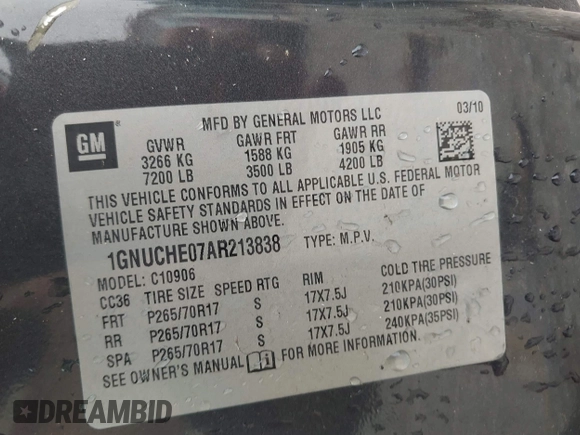 MFD BY GENERAL MOTORS LLC 03/10
GM
GVWR GAWR FRT GAWR RR
3266 KG 1588 KG 1905 KG
7200 LB 3500 LB 4200 LB
THIS VEHICLE CONFORMS TO ALL APPLICABLE U.S. FEDERAL MOTOR
VEHICLE SAFETY STANDARDS IN EFFECT ON THE DATE OF
MANUFACTURE SHOWN ABOVE.
1GNUCHE07AR213838 TYPE: M.P.V.
MODEL: C10906
CC36 TIRE SIZE SPEED RTG RIM COLD TIRE PRESSURE
FRT P265/70R17 S 17X7.5J 210KPA(30PSI)
RR P265/70R17 S 17X7.5J 210KPA(30PSI)
SPA P265/70R17 S 17X7.5J 240KPA(35PSI)
SEE OWNER'S MANUAL FOR MORE INFORMATION.
DREAMBID